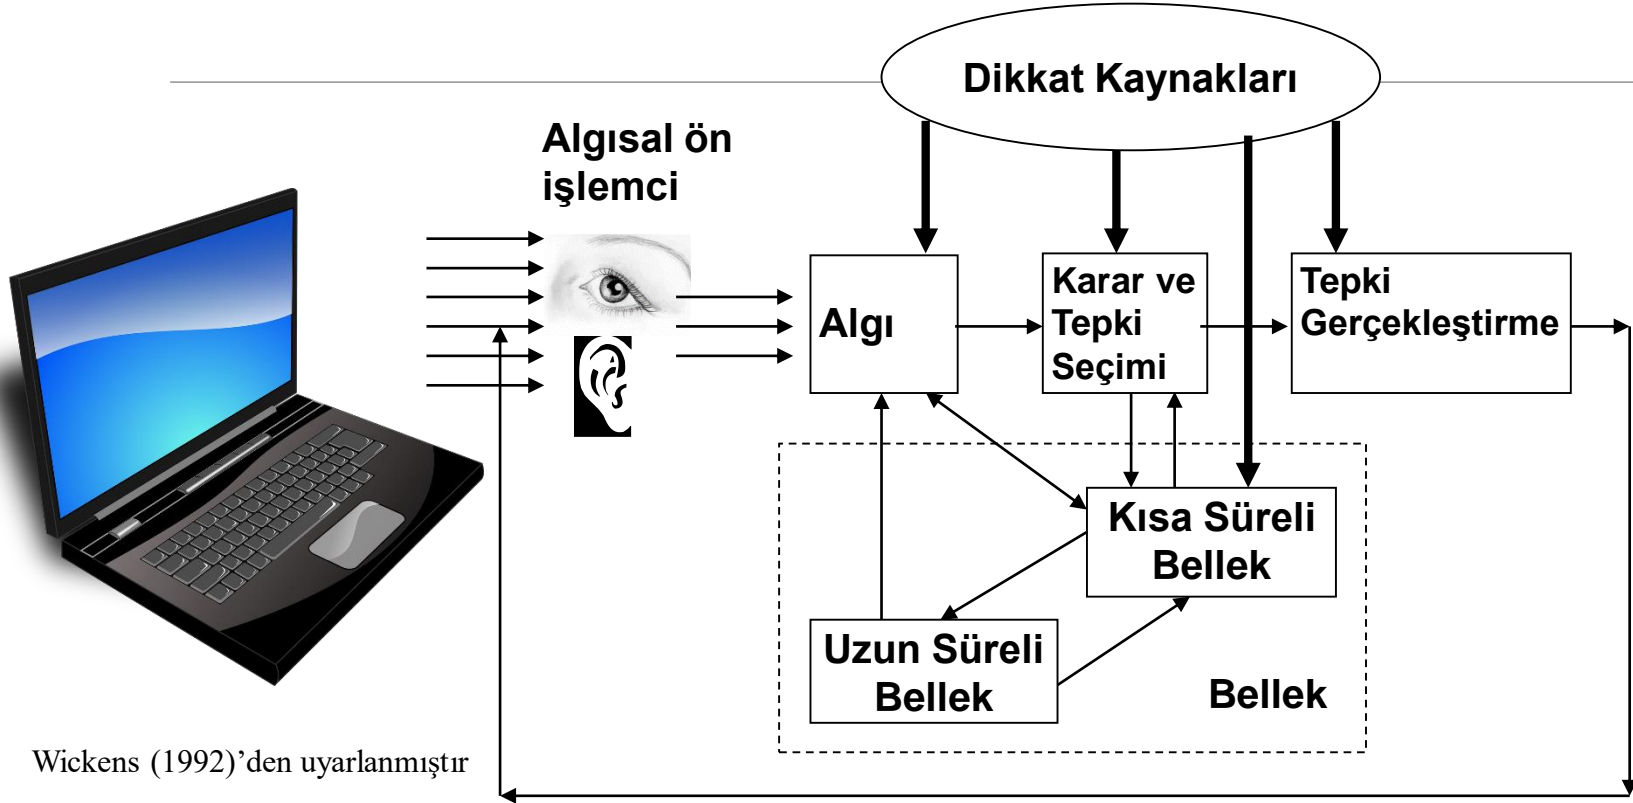 Dikkat Kaynakları
Algısal ön
işlemci
Algı
Karar ve
Tepki
Seçimi
Tepki
Gerçekleştirme
Kısa Süreli
Bellek
Uzun Süreli
Bellek
Bellek
Wickens (1992)’den uyarlanmıştır